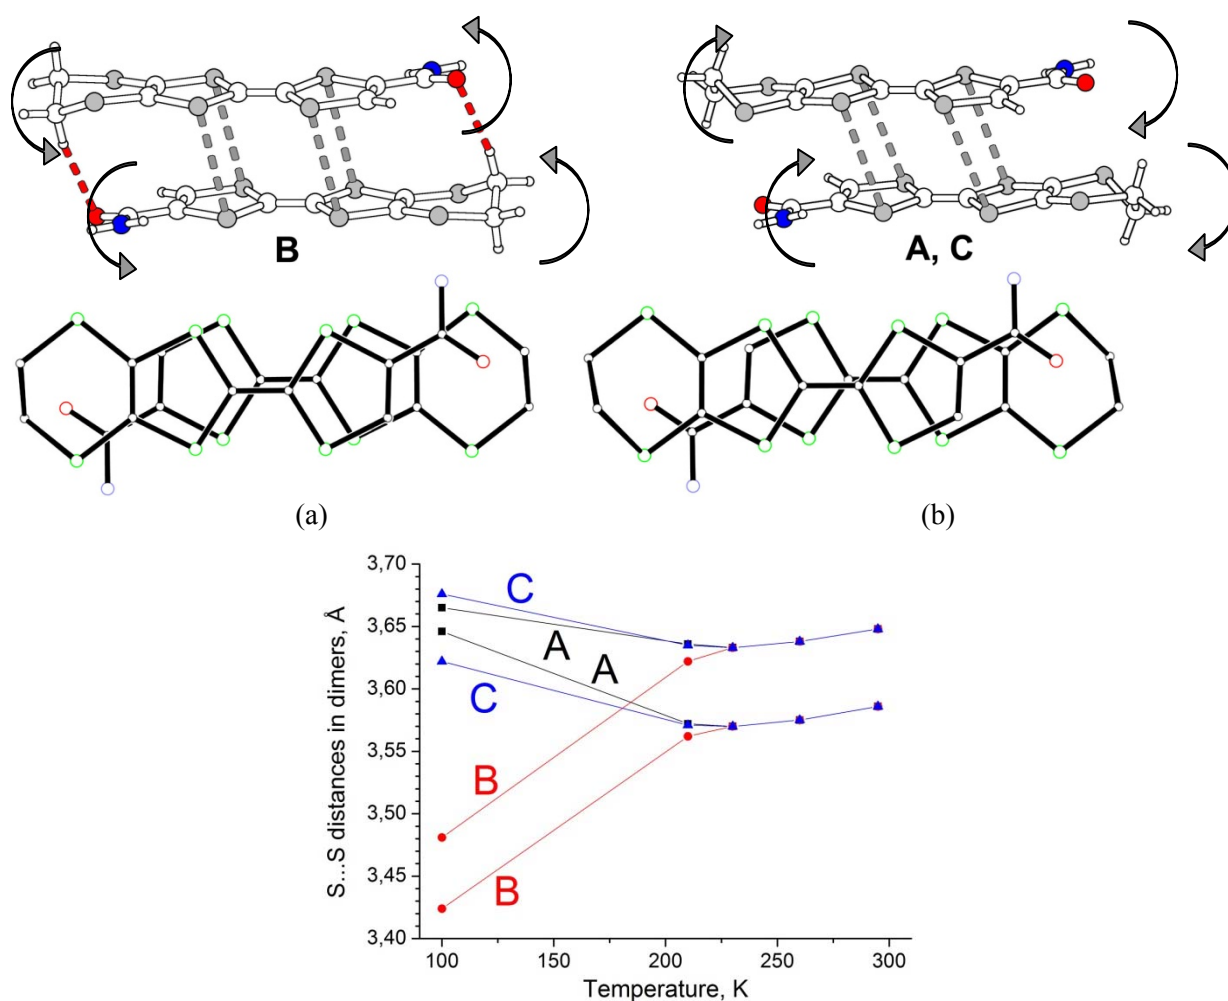 B
A, C
(a)
(b)
3,70
3,65
3,60
3,55
3,50
3,45
3,40
S...S distances in dimers, Å
C
A
A
C
B
B
100
150
200
250
300
Temperature, K